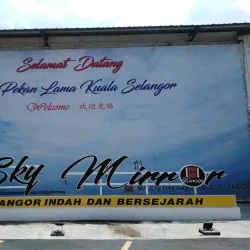 Selamat Datang
Pekan Lama Kuala Selangor
Welcome 欢迎光临
Sky Mirror
ANGOR INDAH DAN BERSEJARAH